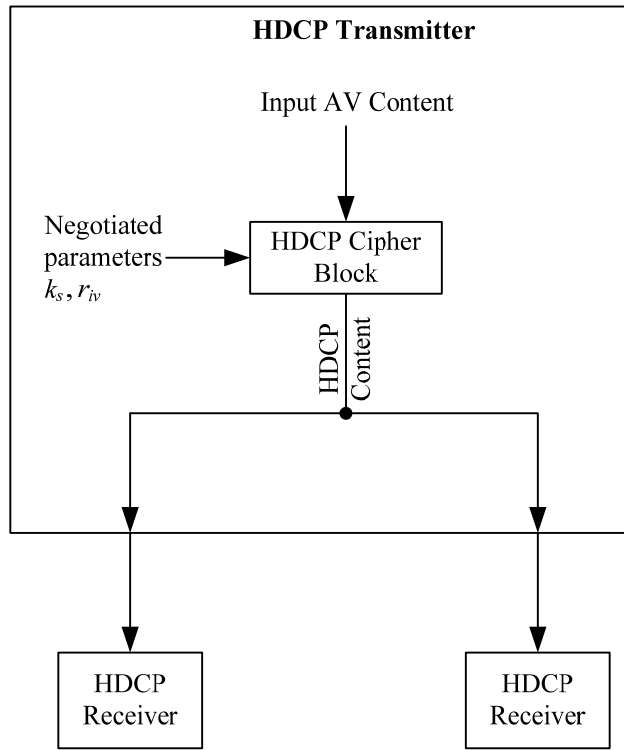 HDCP Transmitter
Input AV Content
Negotiated
parameters
kₛ, rᵢᵥ
HDCP Cipher
Block
HDCP
Content
HDCP
Receiver
HDCP
Receiver